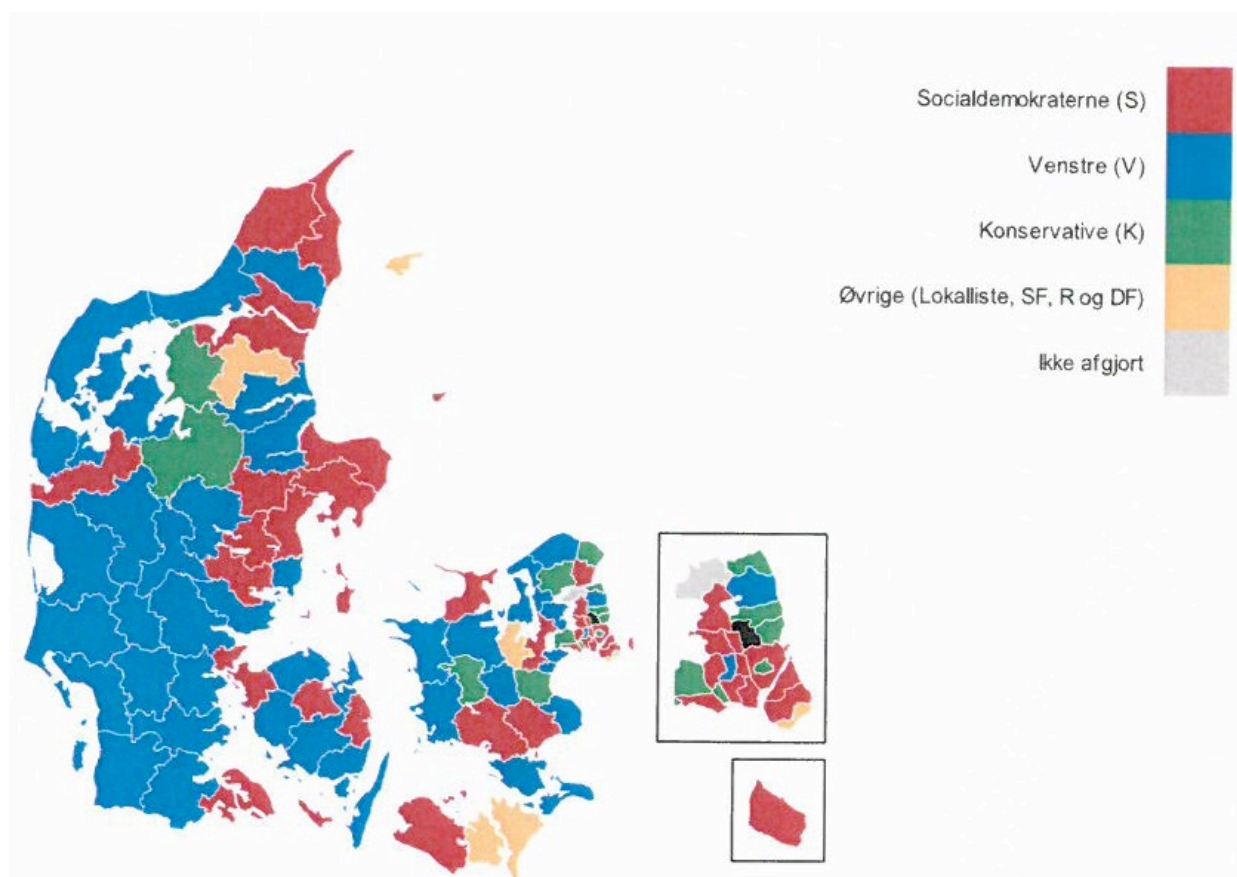 Socialdemokraterne (S)
Venstre (V)
Konservative (K)
Øvrige (Lokalliste, SF, R og DF)
Ikke afgjort